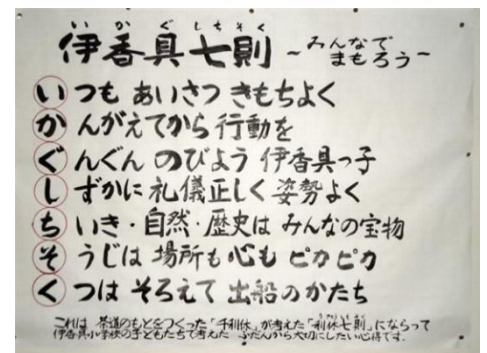 いかぐしちそく
伊香具七則 ～みんなで まもろう～
いつも あいさつ きもちよく
かんがえてから 行動を
ぐんぐん のびよう 伊香具っ子
しずかに 礼儀正しく 姿勢よく
ちいき・自然・歴史は みんなの宝物
そうじは 場所も 心も ピカピカ
くつは そろえて 出船のかたち
これは 茶道のもとをつくった「千利休」が考えた「利休七則」にならって
伊香具小学校の子どもたちで考えた ふだんから大切にしたい心得です。